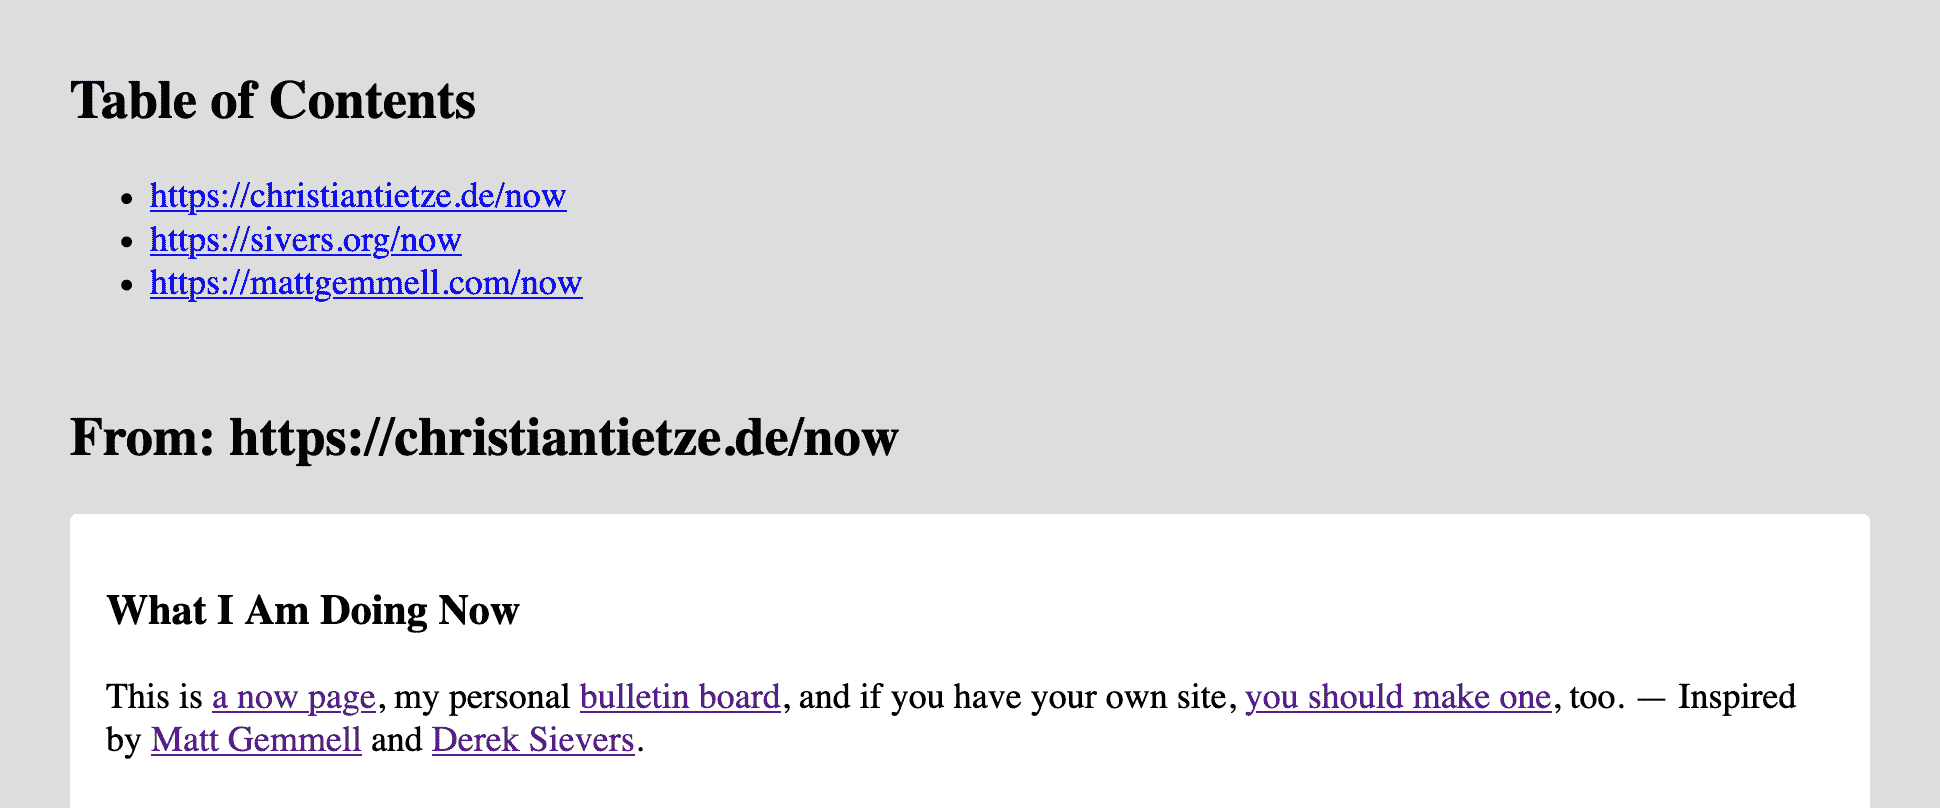 Table of Contents
https://christiantietze.de/now
https://sivers.org/now
https://mattgemmell.com/now
From: https://christiantietze.de/now
What I Am Doing Now
This is a now page, my personal bulletin board, and if you have your own site, you should make one, too. — Inspired
by Matt Gemmell and Derek Sievers.